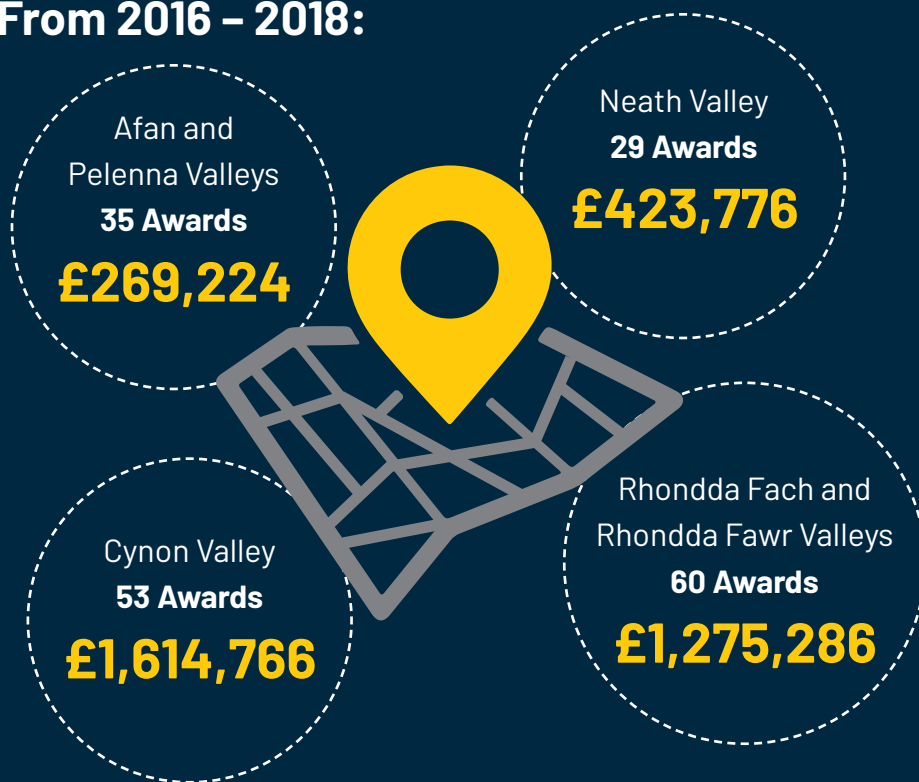 From 2016 – 2018:
Afan and
Pelenna Valleys
35 Awards
£269,224
Neath Valley
29 Awards
£423,776
Cynon Valley
53 Awards
£1,614,766
Rhondda Fach and
Rhondda Fawr Valleys
60 Awards
£1,275,286